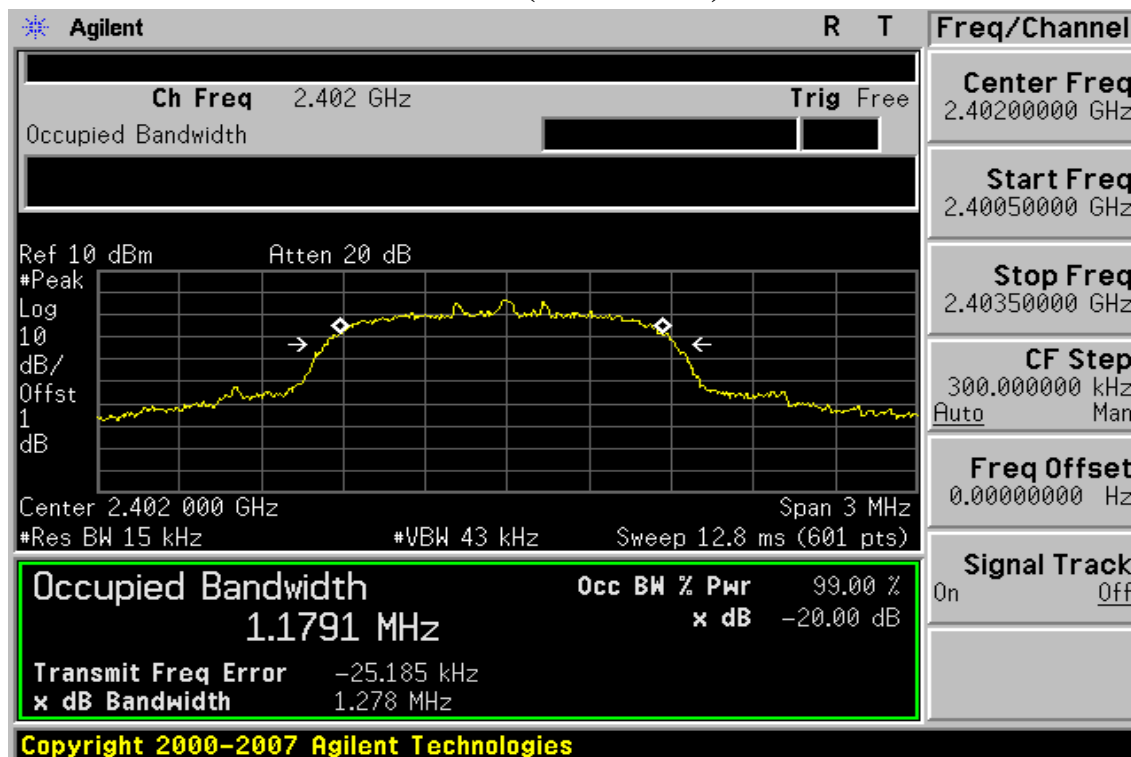 Agilent R T
Freq/Channel
Ch Freq 2.402 GHz Trig Free
Occupied Bandwidth
Center Freq
2.40200000 GHz
Start Freq
2.40050000 GHz
Stop Freq
2.40350000 GHz
CF Step
300.000000 kHz
Auto Man
Freq Offset
0.00000000 Hz
Signal Track
On Off
Ref 10 dBm Atten 20 dB
#Peak
Log
10
dB/
Offst
1
dB
Center 2.402 000 GHz Span 3 MHz
#Res BW 15 kHz #VBW 43 kHz Sweep 12.8 ms (601 pts)
Occupied Bandwidth Occ BW % Pwr 99.00 %
1.1791 MHz x dB -20.00 dB
Transmit Freq Error -25.185 kHz
x dB Bandwidth 1.278 MHz
Copyright 2000-2007 Agilent Technologies